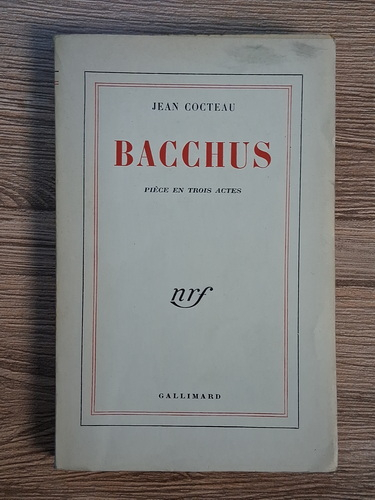 JEAN COCTEAU
BACCHUS
PIÈCE EN TROIS ACTES
nrf
GALLIMARD